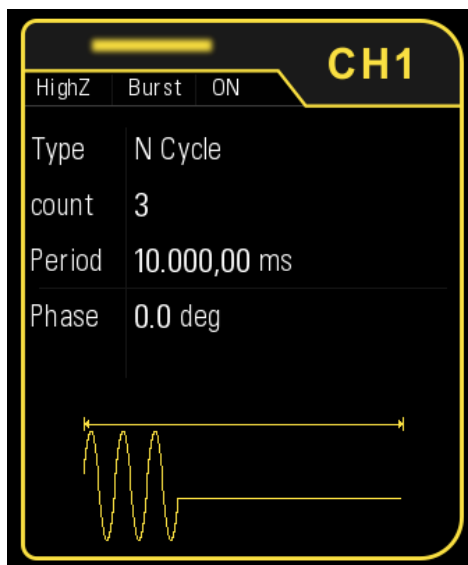 CH1
HighZ Burst ON
Type N Cycle
count 3
Period 10.000,00 ms
Phase 0.0 deg